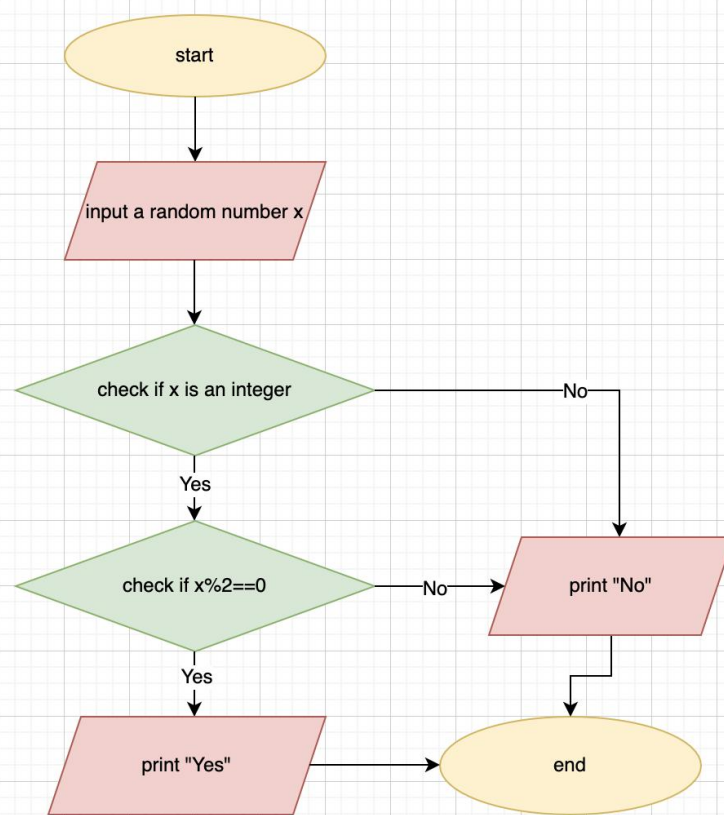 start
input a random number x
check if x is an integer
No
Yes
check if x%2==0
No
print "No"
Yes
print "Yes"
end